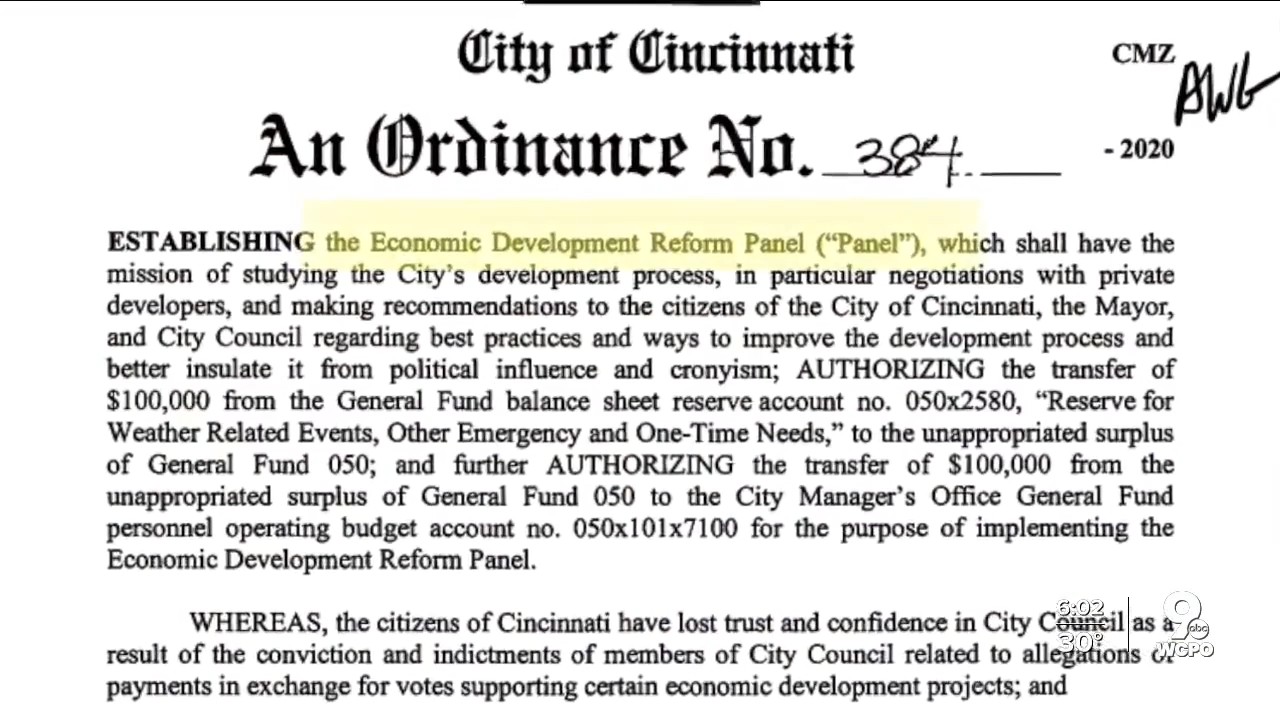 City of Cincinnati
CMZ
AWG
An Ordinance No. 384 - 2020
ESTABLISHING the Economic Development Reform Panel (“Panel”), which shall have the
mission of studying the City’s development process, in particular negotiations with private
developers, and making recommendations to the citizens of the City of Cincinnati, the Mayor,
and City Council regarding best practices and ways to improve the development process and
better insulate it from political influence and cronyism; AUTHORIZING the transfer of
$100,000 from the General Fund balance sheet reserve account no. 050x2580, “Reserve for
Weather Related Events, Other Emergency and One-Time Needs,” to the unappropriated surplus
of General Fund 050; and further AUTHORIZING the transfer of $100,000 from the
unappropriated surplus of General Fund 050 to the City Manager’s Office General Fund
personnel operating budget account no. 050x101x7100 for the purpose of implementing the
Economic Development Reform Panel.
WHEREAS, the citizens of Cincinnati have lost trust and confidence in City Council as a
result of the conviction and indictments of members of City Council related to allegations of
payments in exchange for votes supporting certain economic development projects; and
6:02
30°
9 abc
WCPO